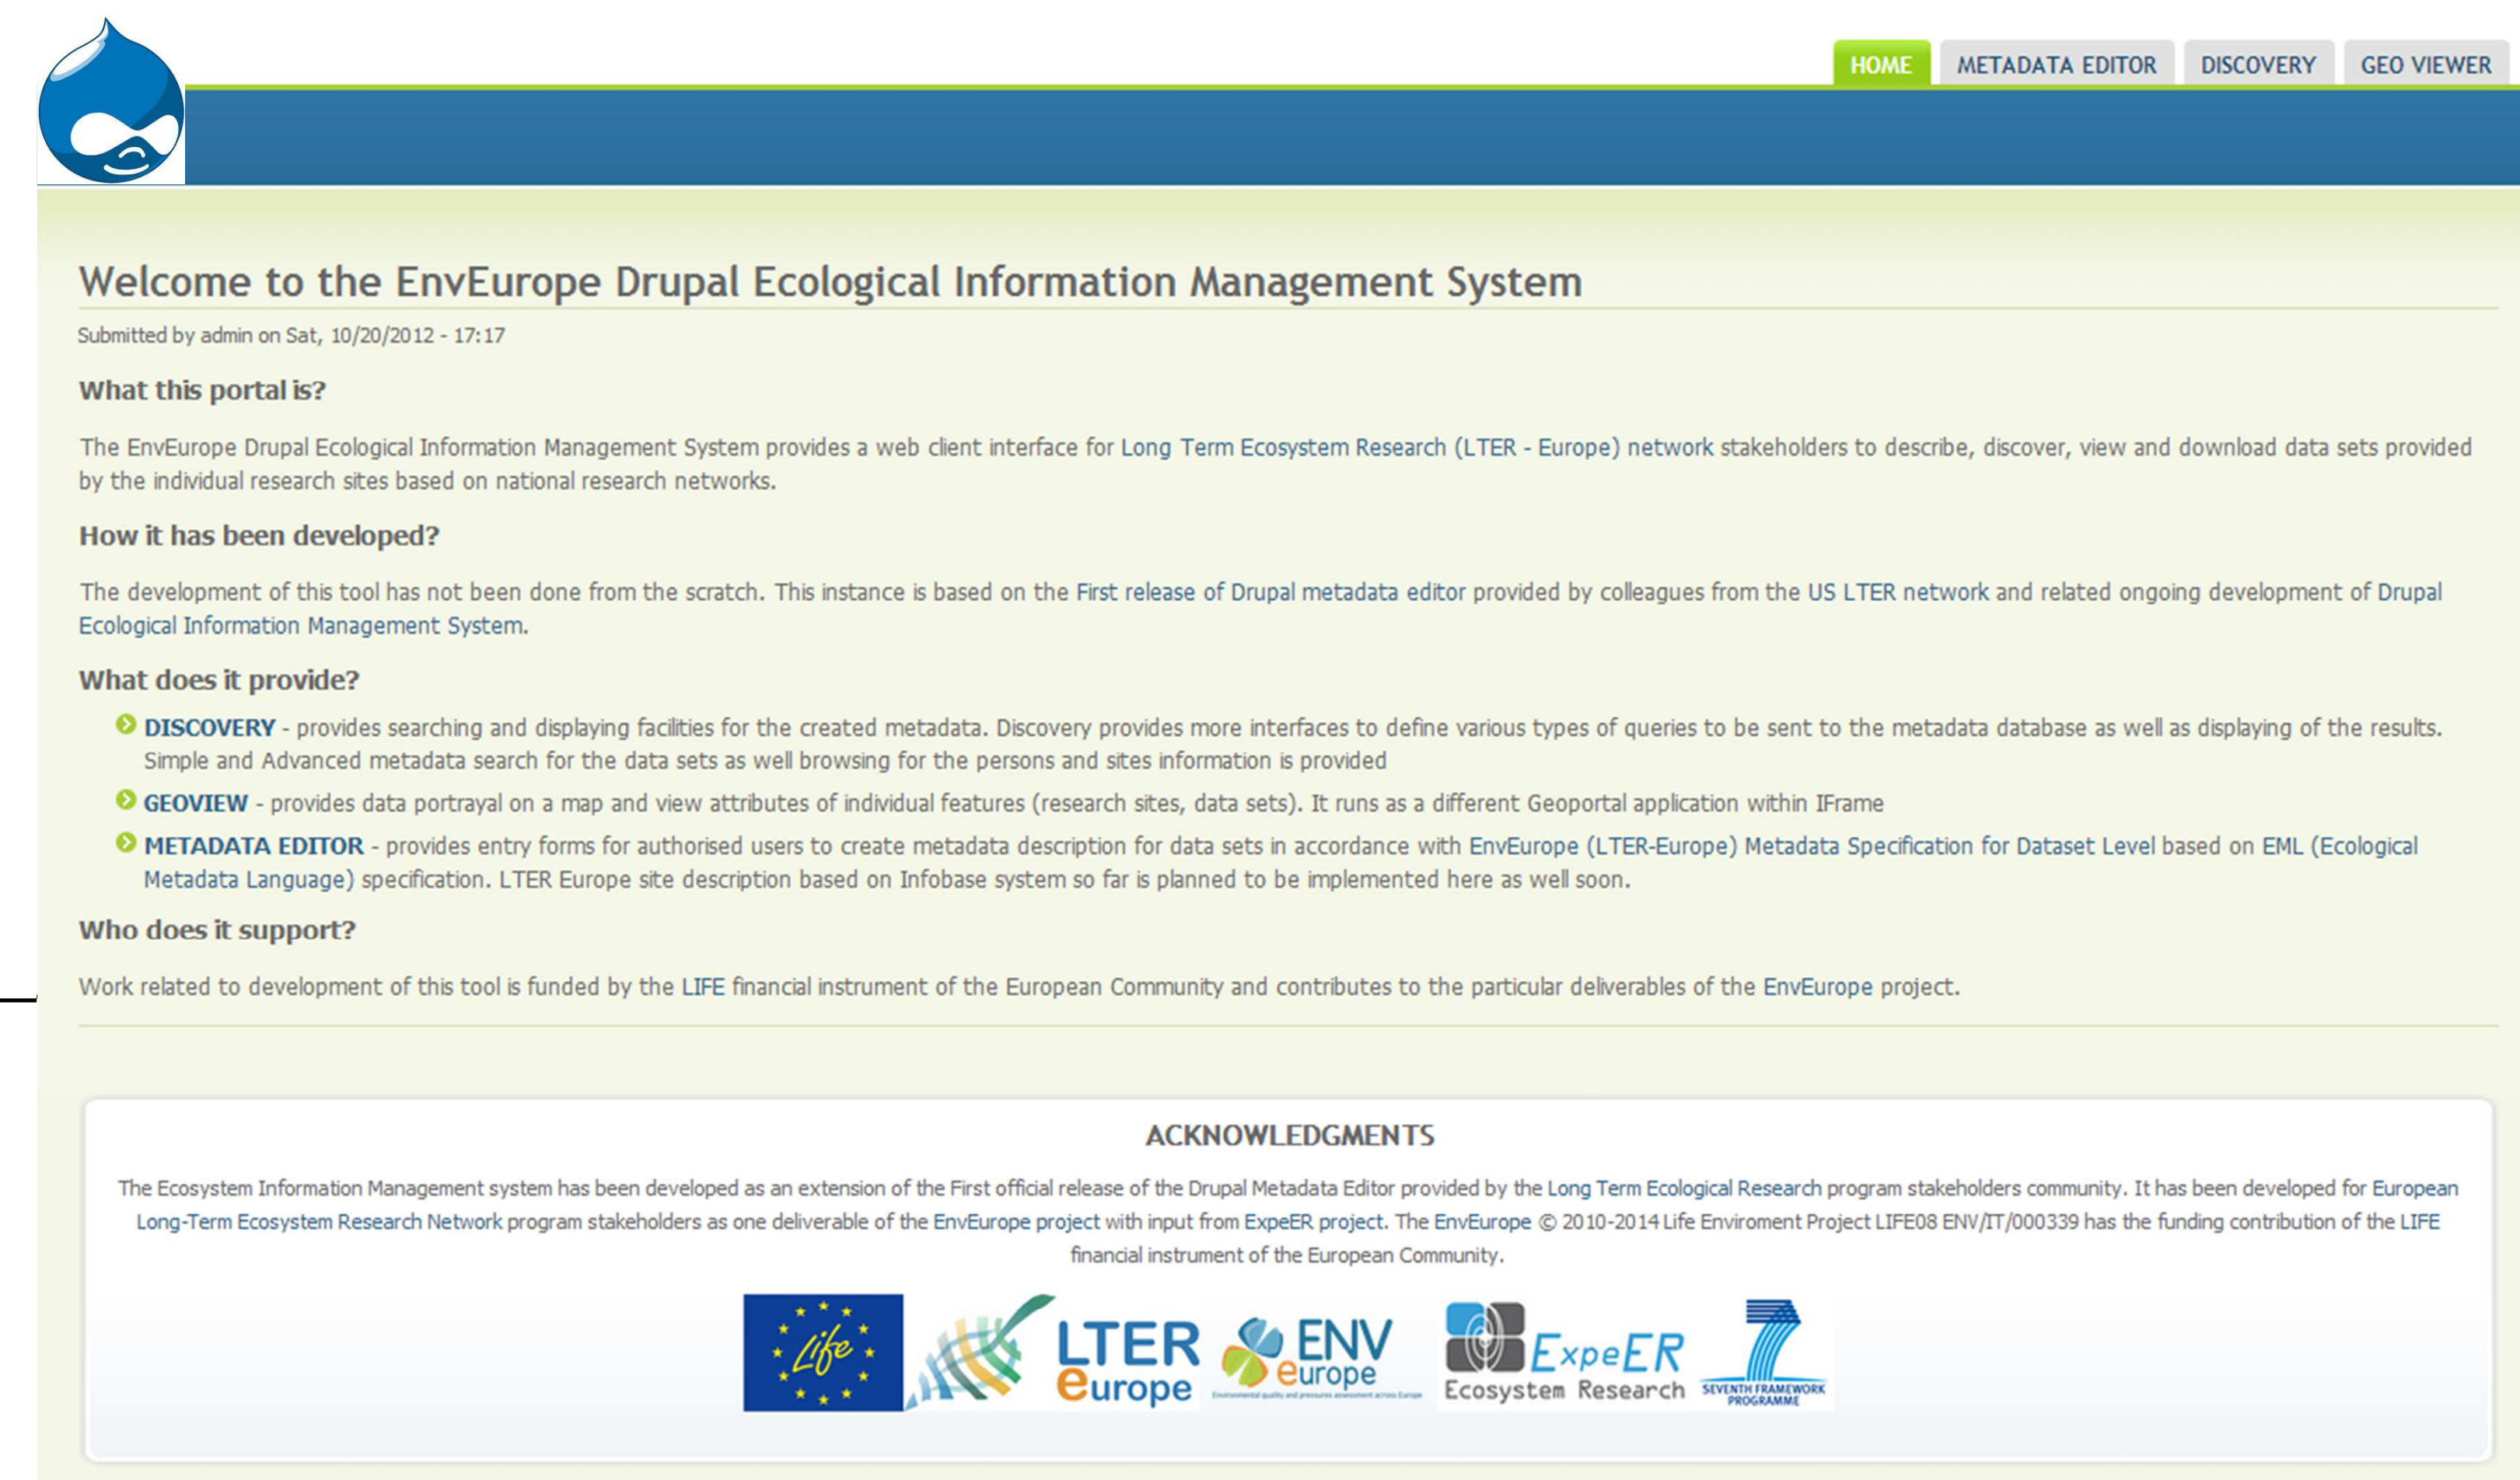 HOME METADATA EDITOR DISCOVERY GEO VIEWER
Welcome to the EnvEurope Drupal Ecological Information Management System
Submitted by admin on Sat, 10/20/2012 - 17:17
What this portal is?
The EnvEurope Drupal Ecological Information Management System provides a web client interface for Long Term Ecosystem Research (LTER - Europe) network stakeholders to describe, discover, view and download data sets provided
by the individual research sites based on national research networks.
How it has been developed?
The development of this tool has not been done from the scratch. This instance is based on the First release of Drupal metadata editor provided by colleagues from the US LTER network and related ongoing development of Drupal
Ecological Information Management System.
What does it provide?
DISCOVERY - provides searching and displaying facilities for the created metadata. Discovery provides more interfaces to define various types of queries to be sent to the metadata database as well as displaying of the results.
Simple and Advanced metadata search for the data sets as well browsing for the persons and sites information is provided
GEOVIEW - provides data portrayal on a map and view attributes of individual features (research sites, data sets). It runs as a different Geoportal application within IFrame
METADATA EDITOR - provides entry forms for authorised users to create metadata description for data sets in accordance with EnvEurope (LTER-Europe) Metadata Specification for Dataset Level based on EML (Ecological
Metadata Language) specification. LTER Europe site description based on Infobase system so far is planned to be implemented here as well soon.
Who does it support?
Work related to development of this tool is funded by the LIFE financial instrument of the European Community and contributes to the particular deliverables of the EnvEurope project.
ACKNOWLEDGMENTS
The Ecosystem Information Management system has been developed as an extension of the First official release of the Drupal Metadata Editor provided by the Long Term Ecological Research program stakeholders community. It has been developed for European
Long-Term Ecosystem Research Network program stakeholders as one deliverable of the EnvEurope project with input from ExpeER project. The EnvEurope © 2010-2014 Life Enviroment Project LIFE08 ENV/IT/000339 has the funding contribution of the LIFE
financial instrument of the European Community.
Life
LTER
europe
ENV
europe
Environmental quality and pressures assessment across Europe
ExpeER
Ecosystem Research
7
SEVENTH FRAMEWORK
PROGRAMME